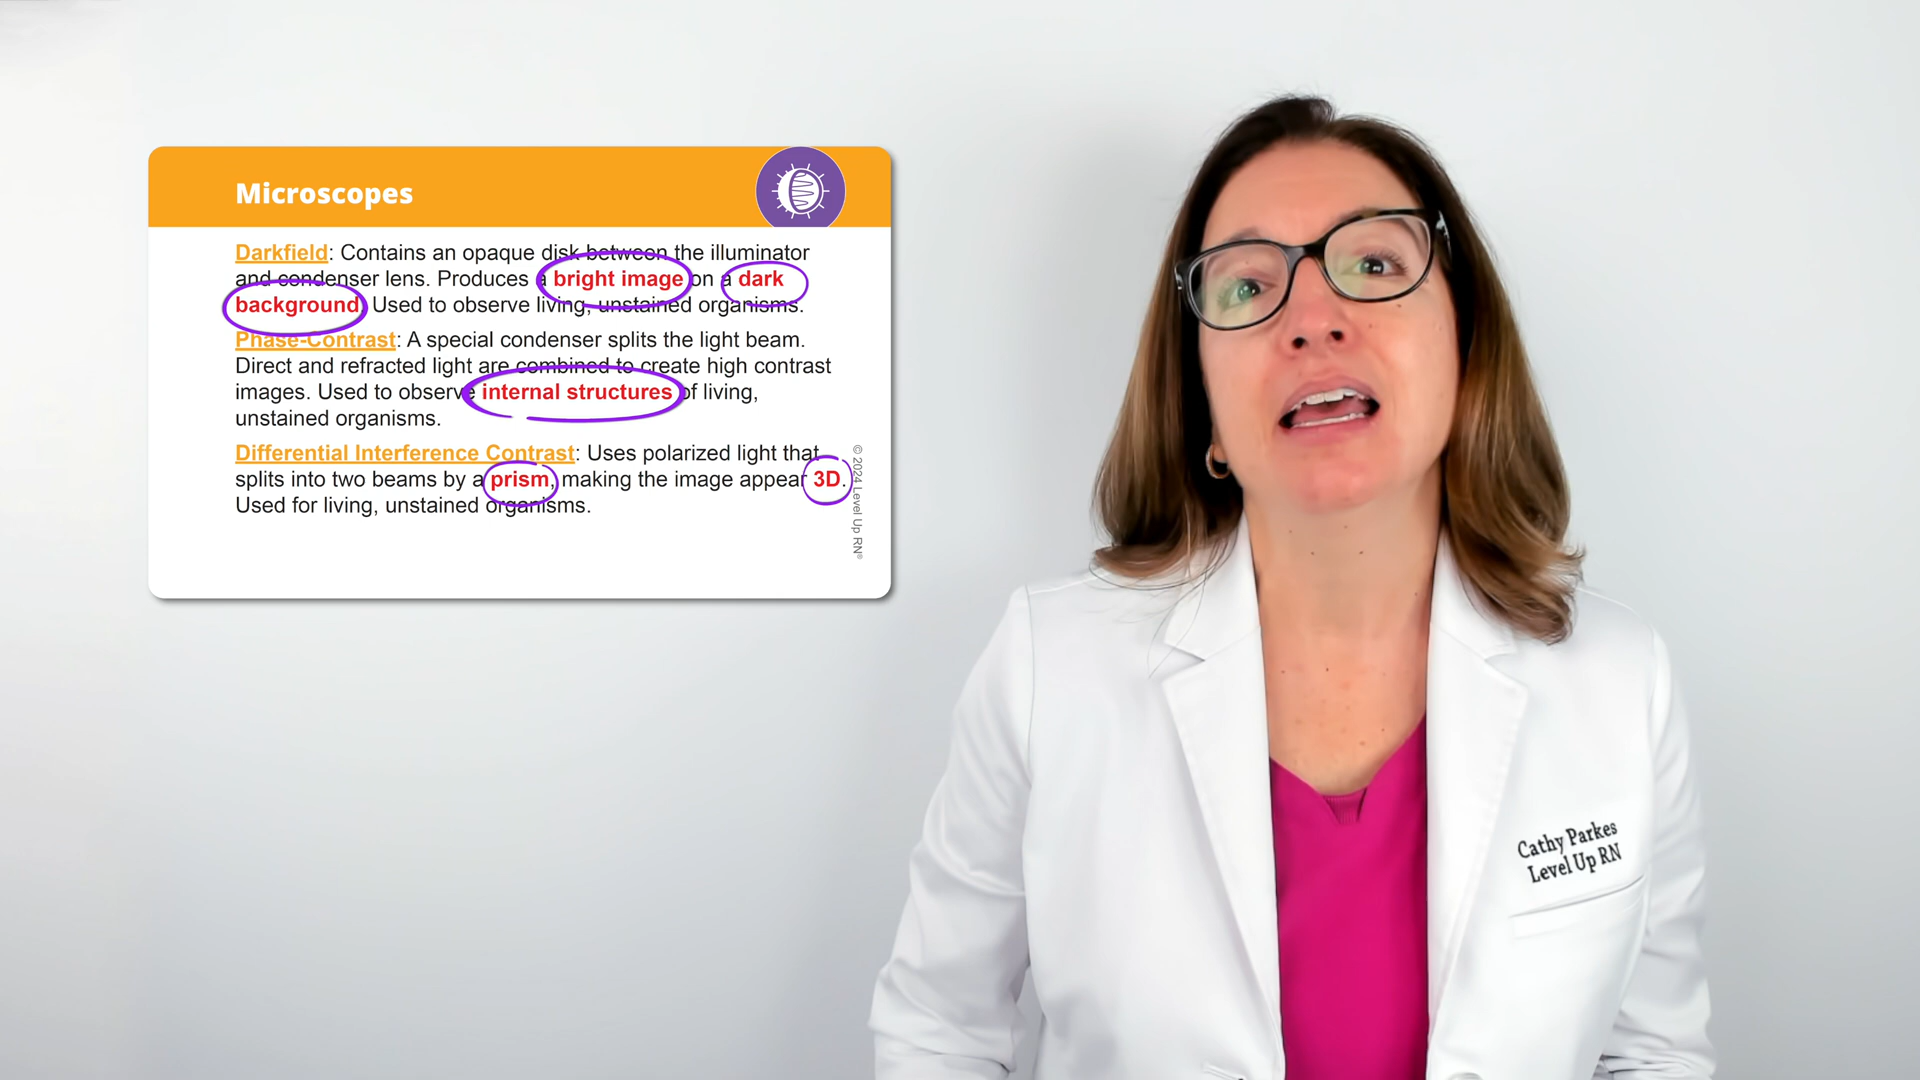 Microscopes
Darkfield: Contains an opaque disk between the illuminator
and condenser lens. Produces a bright image on a dark
background. Used to observe living, unstained organisms.
Phase-Contrast: A special condenser splits the light beam.
Direct and refracted light are combined to create high contrast
images. Used to observe internal structures of living,
unstained organisms.
Differential Interference Contrast: Uses polarized light that
splits into two beams by a prism, making the image appear 3D.
Used for living, unstained organisms.
© 2024 Level Up RN®
Cathy Parkes
Level Up RN